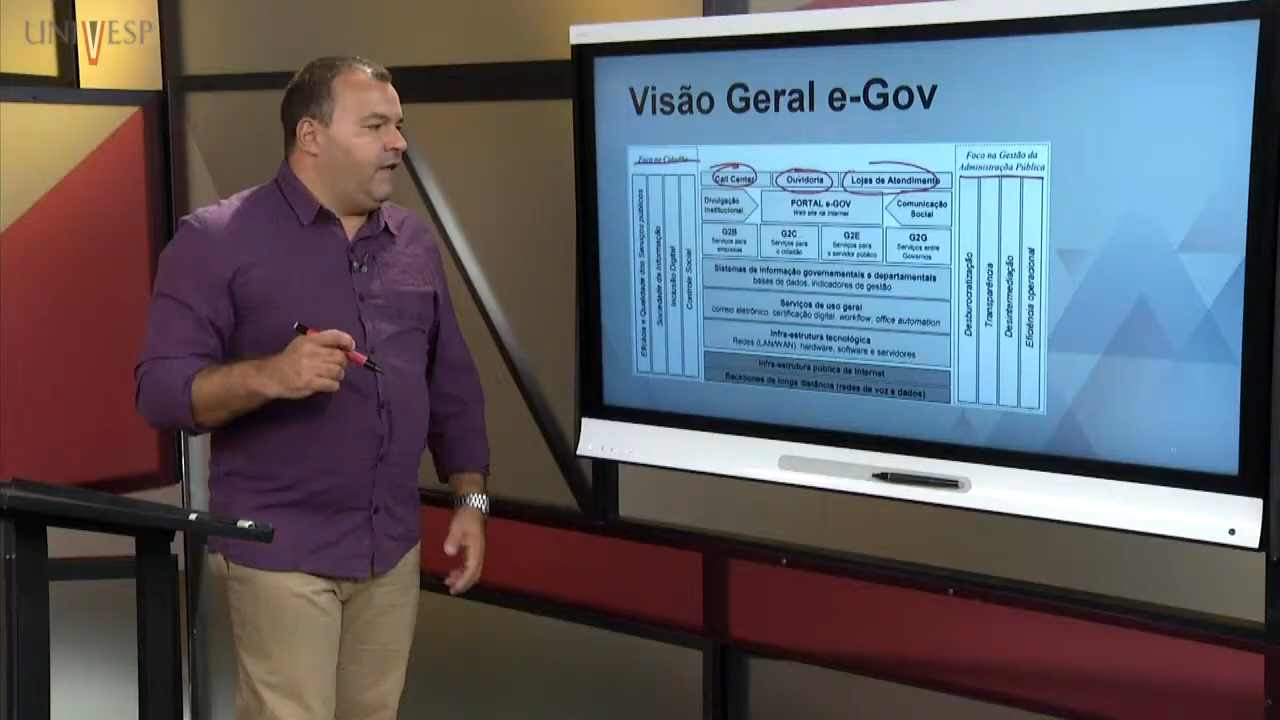 UNIVESP
Visão Geral e-Gov
Foco no Cidadão
Foco na Gestão da
Administração Pública
Call Center
Ouvidoria
Lojas de Atendimento
Divulgação
Institucional
PORTAL e-GOV
Web site na Internet
Comunicação
Social
G2B
Serviços para
empresas
G2C
Serviços para
o cidadão
G2E
Serviços para
o servidor público
G2G
Serviços entre
Governos
Sistemas de informação governamentais e departamentais
bases de dados, indicadores de gestão
Serviços de uso geral
correio eletrônico, certificação digital, workflow, office automation
Infra-estrutura tecnológica
Redes (LAN/WAN), hardware, software e servidores
Infra-estrutura pública da Internet
Backbones de longa distância (redes de voz e dados)
Eficácia e Qualidade dos Serviços públicos
Sociedade da Informação
Inclusão Digital
Controle Social
Desburocratização
Transparência
Desintermediação
Eficiência operacional